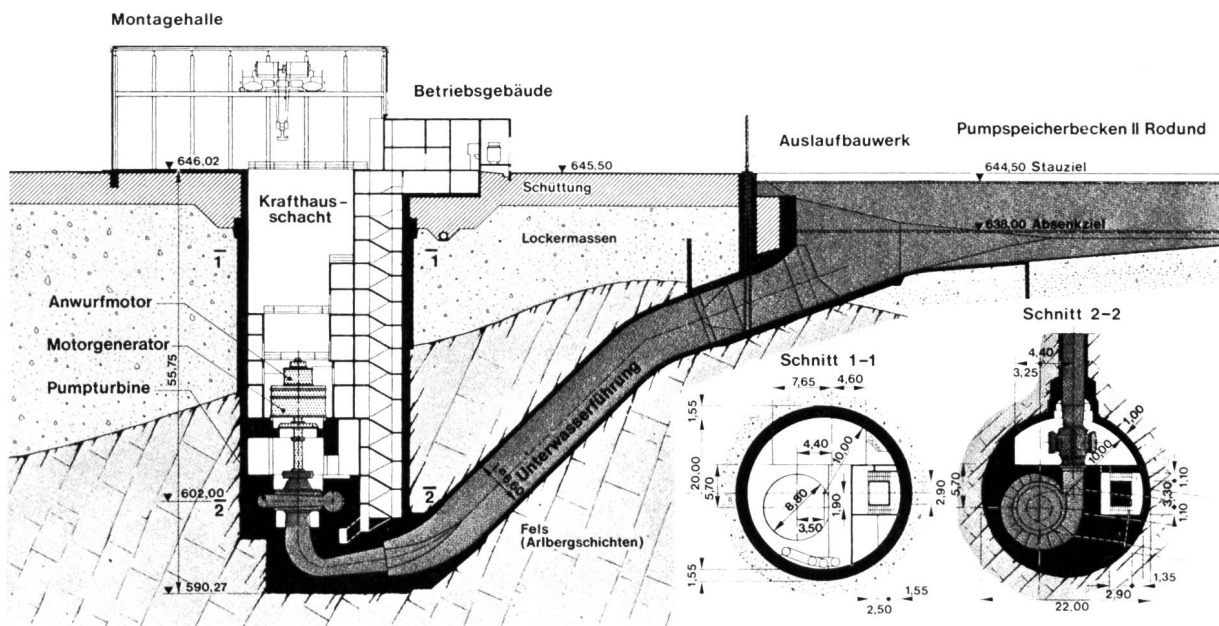 Montagehalle
Betriebsgebäude
Auslaufbauwerk
Pumpspeicherbecken II Rodund
646,02
645.50
644,50 Stauziel
Schüttung
Krafthaus-
schacht
638,00 Absenkziel
Lockermassen
1
1
Anwurfmotor
Motorgenerator
Pumpturbine
55,75
Unterwasserführung
602,00
2
2
Fels
(Arlbergschichten)
590,27
Schnitt 1-1
7,65
4,60
1,55
20,00
5,70
4,40
10,00
8,80
1,90
3,50
2,90
1,55
1,55
2,50
Schnitt 2-2
4,40
3,25
1,00
10,00
5,70
1,10
3,30
1,10
1,35
2,90
22,00